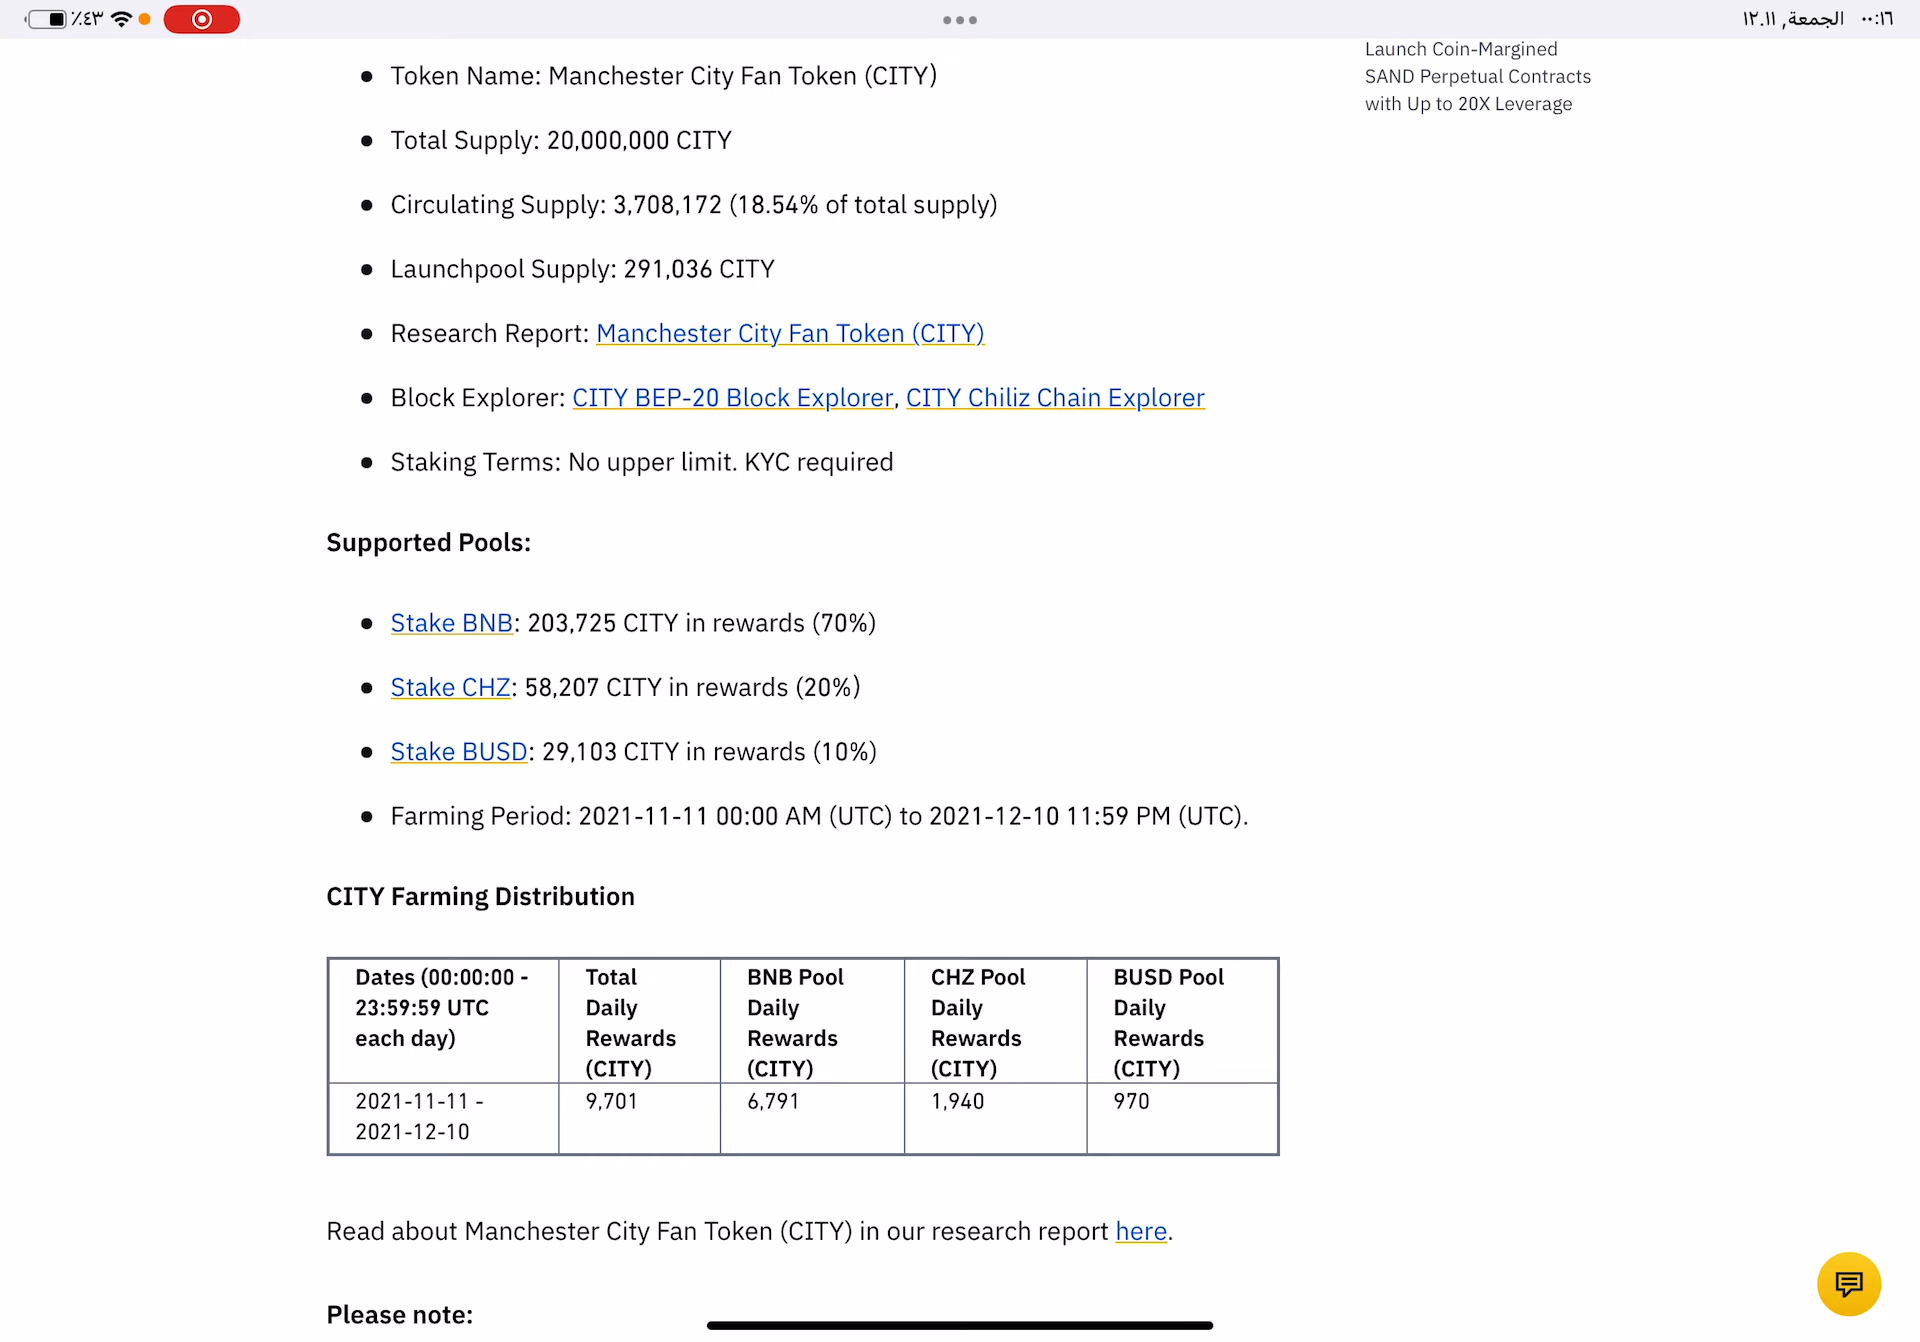 ٪٤٣
٠٠:١٦ الجمعة, ١٢.١١
Launch Coin-Margined
SAND Perpetual Contracts
with Up to 20X Leverage
Token Name: Manchester City Fan Token (CITY)
Total Supply: 20,000,000 CITY
Circulating Supply: 3,708,172 (18.54% of total supply)
Launchpool Supply: 291,036 CITY
Research Report: Manchester City Fan Token (CITY)
Block Explorer: CITY BEP-20 Block Explorer, CITY Chiliz Chain Explorer
Staking Terms: No upper limit. KYC required
Supported Pools:
Stake BNB: 203,725 CITY in rewards (70%)
Stake CHZ: 58,207 CITY in rewards (20%)
Stake BUSD: 29,103 CITY in rewards (10%)
Farming Period: 2021-11-11 00:00 AM (UTC) to 2021-12-10 11:59 PM (UTC).
CITY Farming Distribution
Dates (00:00:00 -
23:59:59 UTC
each day)
Total
Daily
Rewards
(CITY)
BNB Pool
Daily
Rewards
(CITY)
CHZ Pool
Daily
Rewards
(CITY)
BUSD Pool
Daily
Rewards
(CITY)
2021-11-11 -
2021-12-10
9,701
6,791
1,940
970
Read about Manchester City Fan Token (CITY) in our research report here.
Please note: